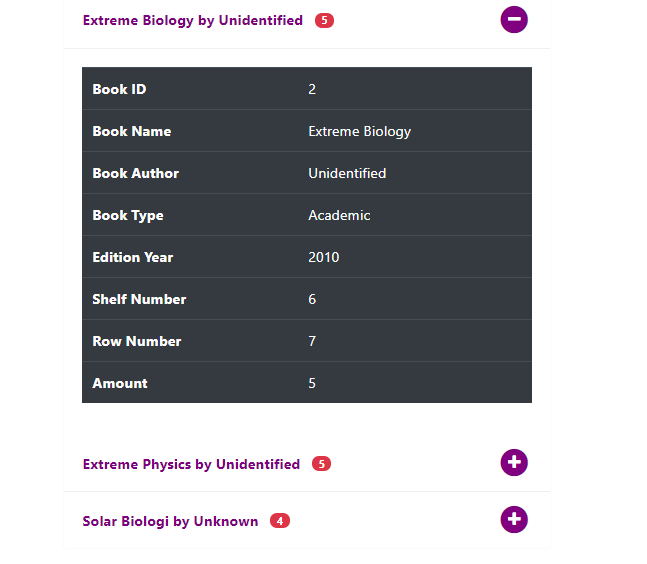 Extreme Biology by Unidentified 5
Book ID 2
Book Name Extreme Biology
Book Author Unidentified
Book Type Academic
Edition Year 2010
Shelf Number 6
Row Number 7
Amount 5
Extreme Physics by Unidentified 5
Solar Biologi by Unknown 4